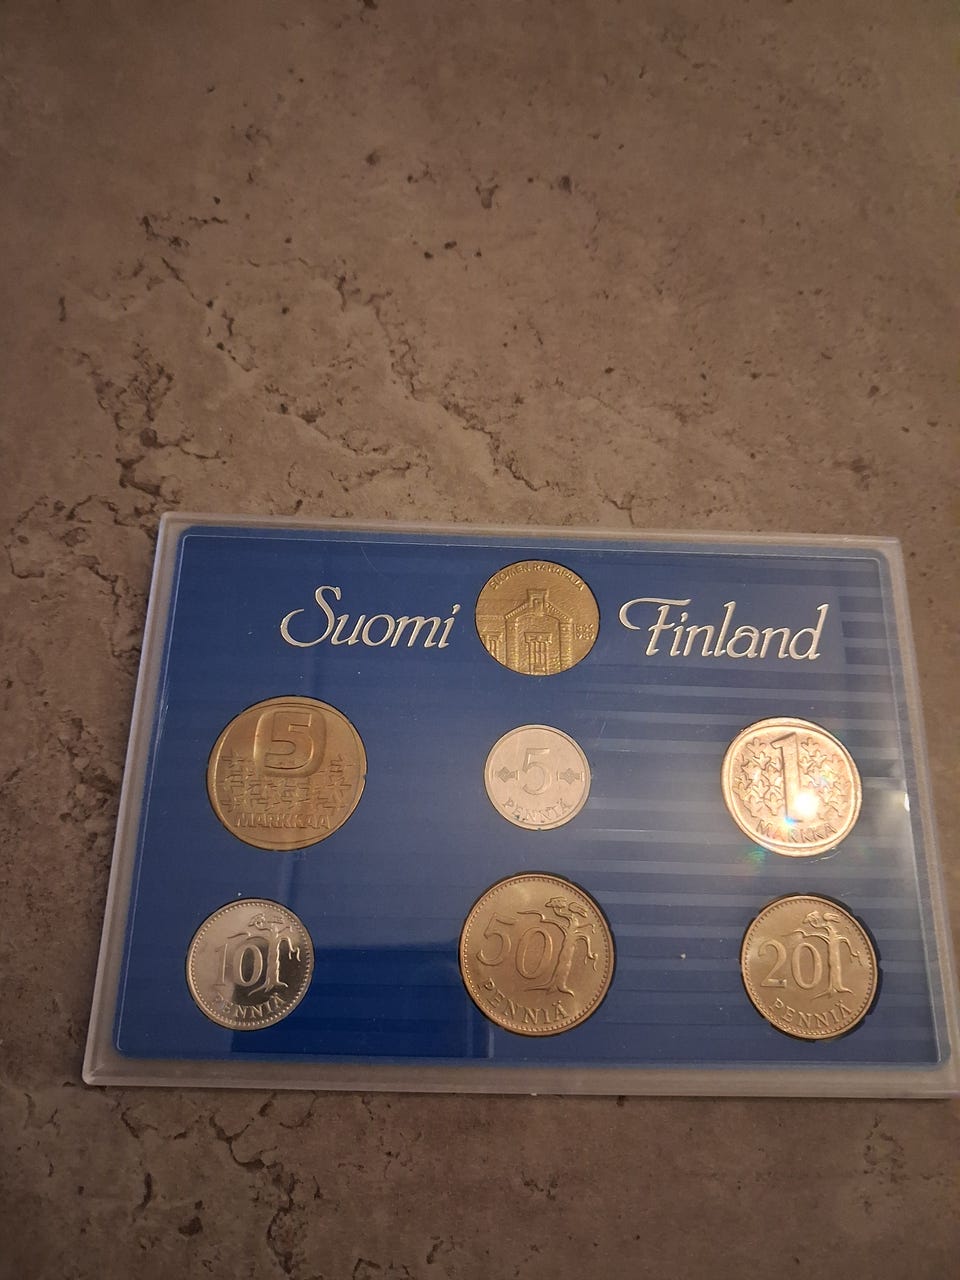 Suomi
SUOMEN RAHAPAJA
Finland
5
MARKKAA
5
PENNIÄ
1
MARKKA
10
PENNIÄ
50
PENNIÄ
20
PENNIÄ